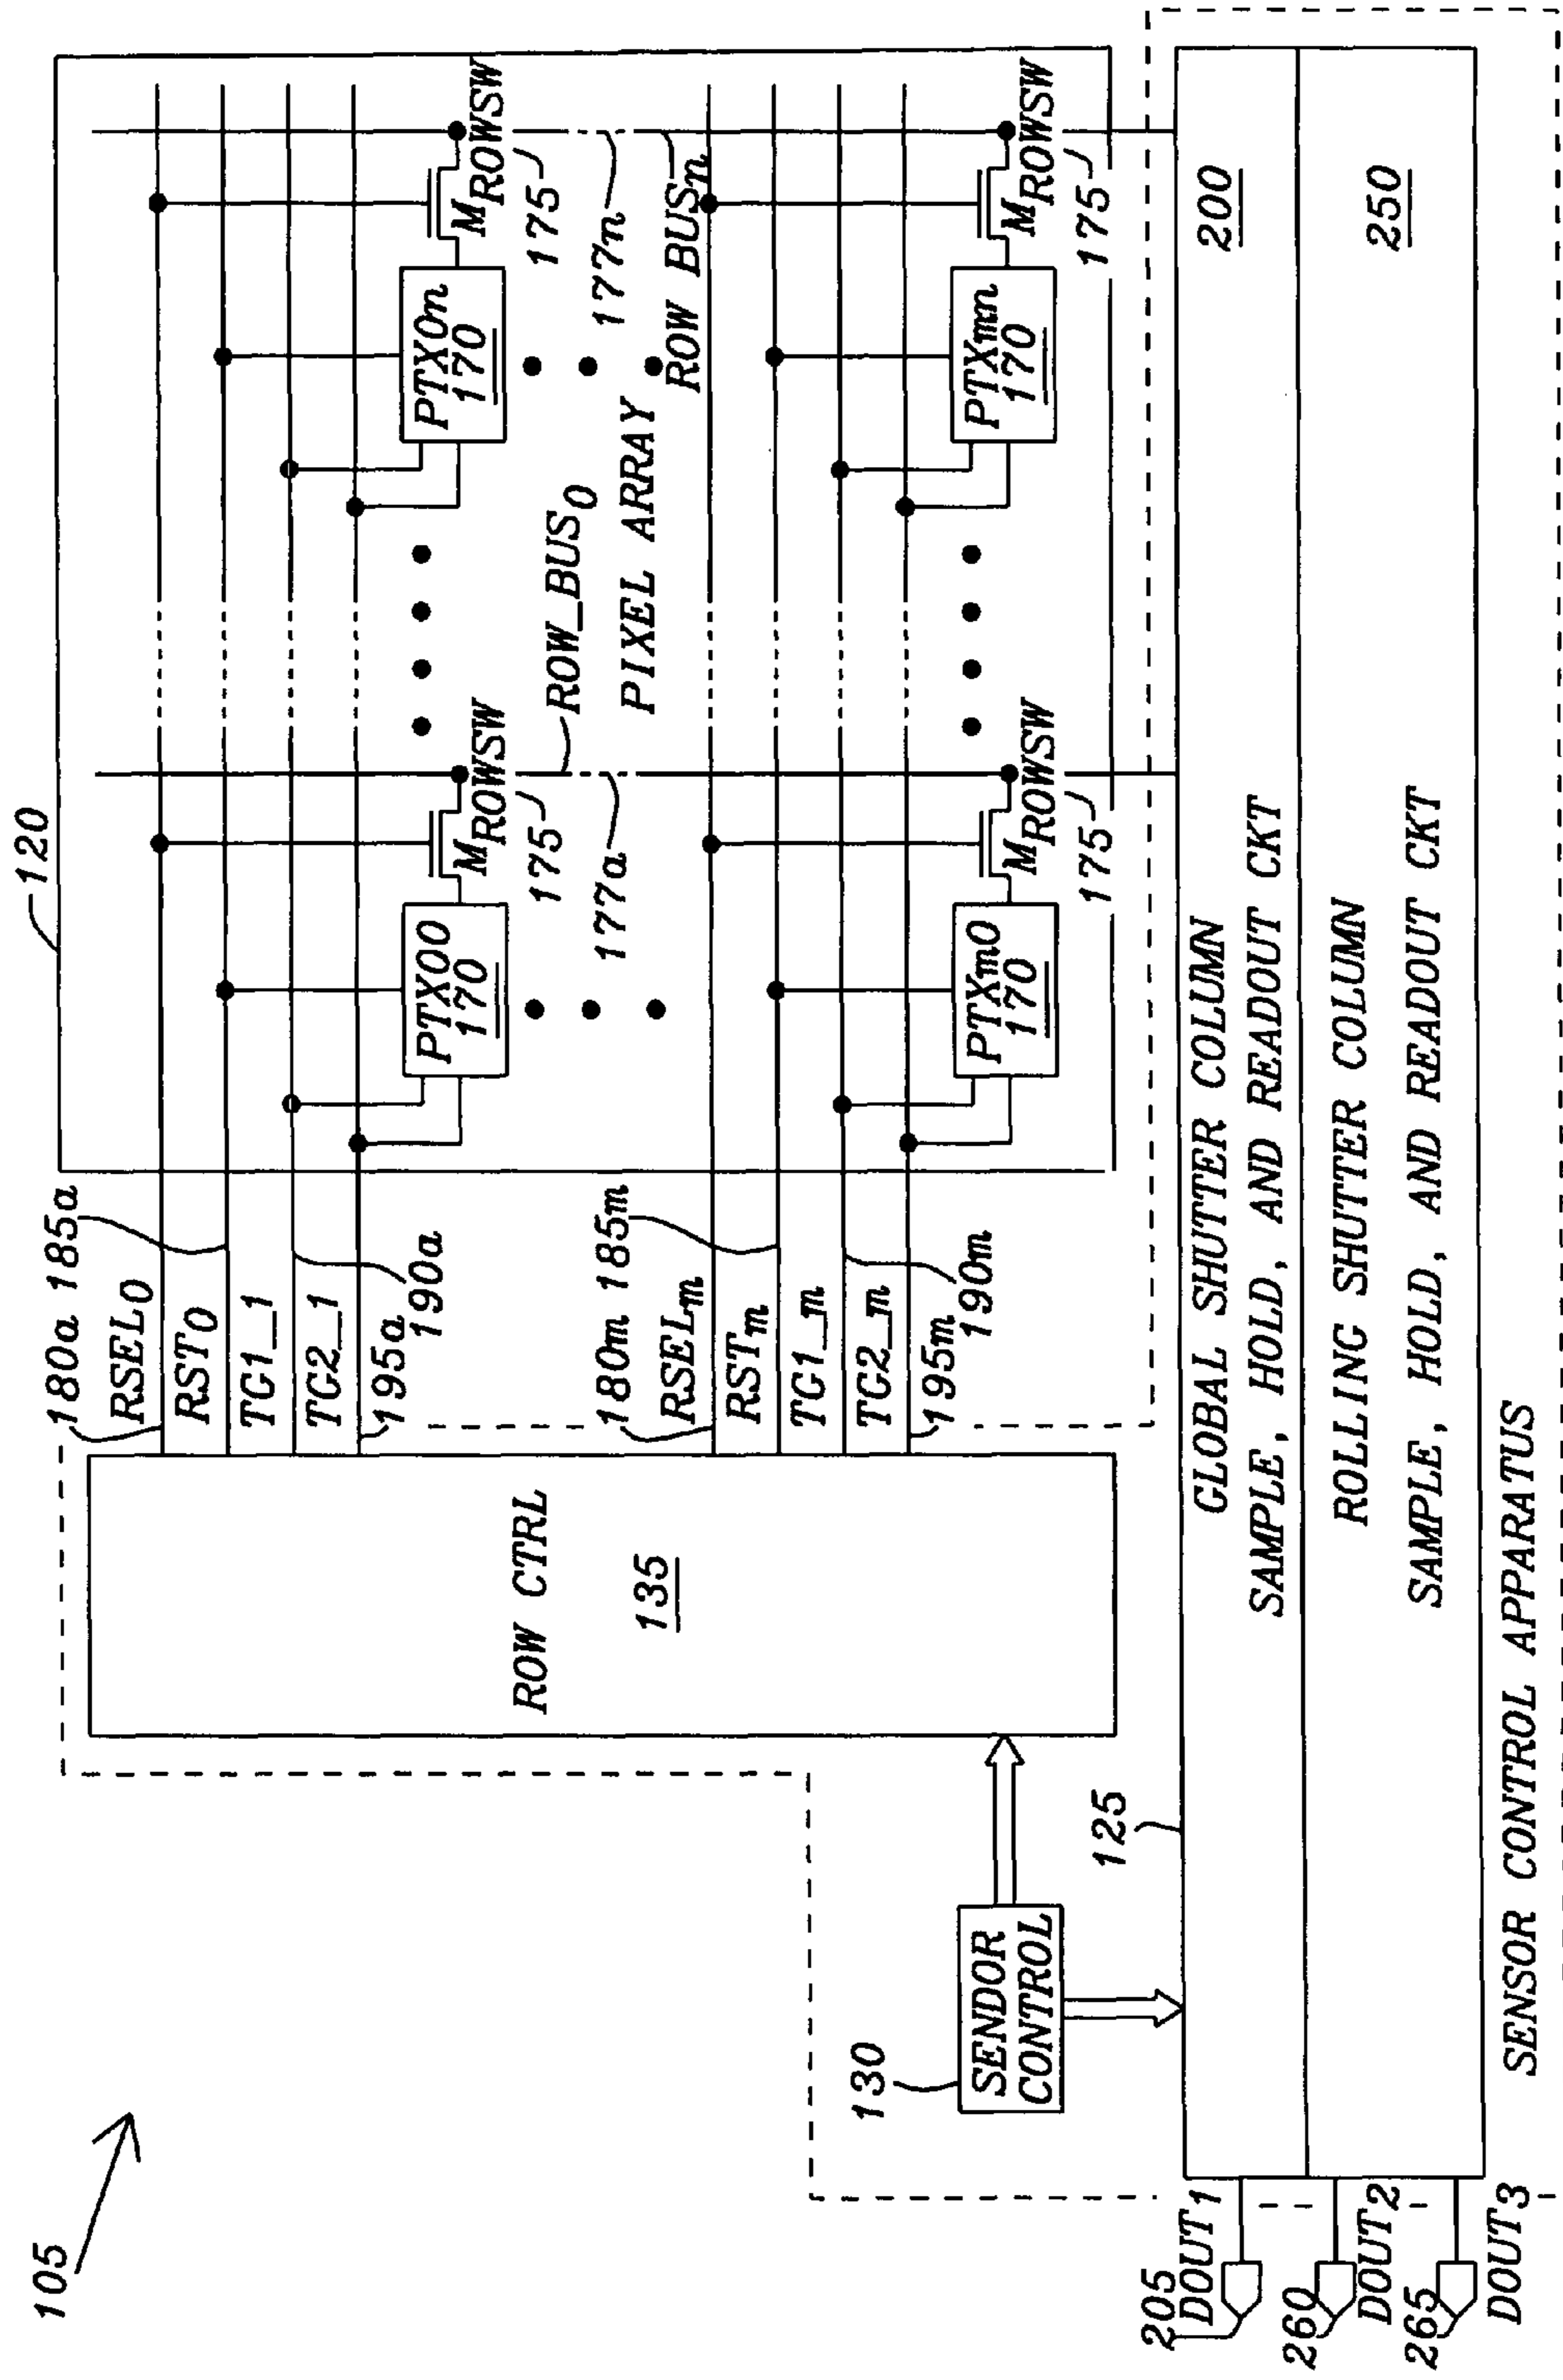 105
120
180a 185a
RSEL0
RST0
TG1_1
TG2_1
195a
190a
180m 185m
RSELm
RSTm
TG1_m
TG2_m
195m
190m
ROW CTRL
135
PTX00
170
MROWSW
175
177a
ROW_BUS0
PIXEL ARRAY
PTX0n
170
MROWSW
175
177n
ROW BUSn
PTXm0
170
MROWSW
175
PTXmn
170
MROWSW
175
130
SENDOR
CONTROL
125
GLOBAL SHUTTER COLUMN
SAMPLE, HOLD, AND READOUT CKT
200
ROLLING SHUTTER COLUMN
SAMPLE, HOLD, AND READOUT CKT
250
205
DOUT1
260
DOUT2
265
DOUT3
SENSOR CONTROL APPARATUS